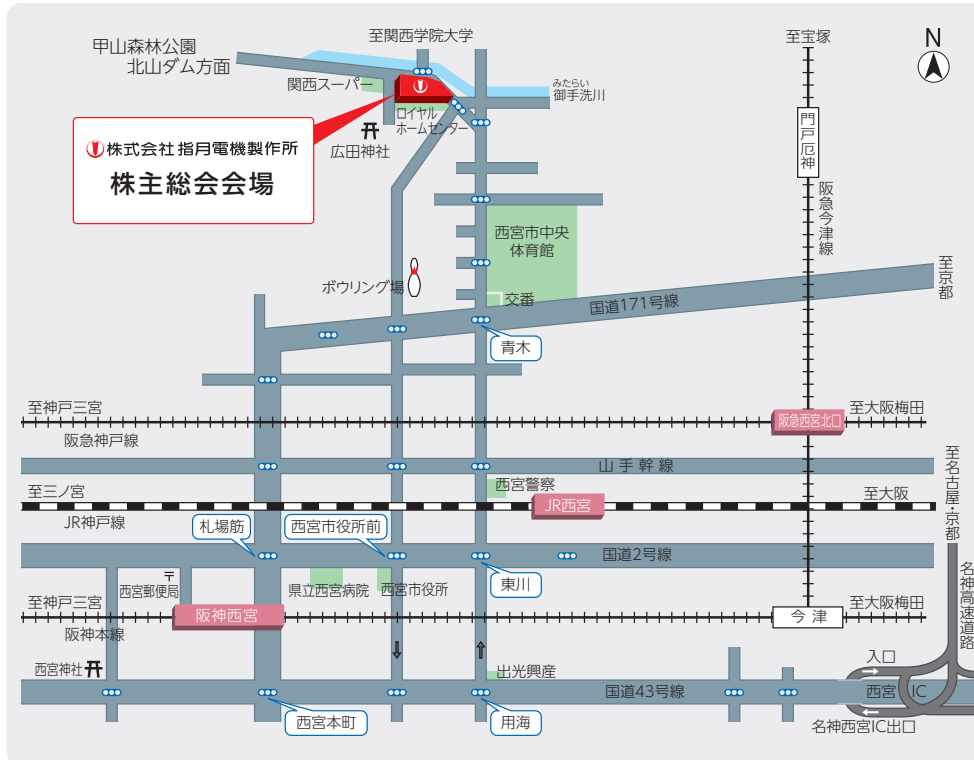 至関西学院大学
至宝塚
N
甲山森林公園
北山ダム方面
関西スーパー
みたらい
御手洗川
ロイヤル
ホームセンター
広田神社
門戸厄神
株式会社 指月電機製作所
株主総会会場
阪急今津線
西宮市中央
体育館
至京都
ボウリング場
交番
国道171号線
青木
至神戸三宮
阪急神戸線
阪急西宮北口
至大阪梅田
山手幹線
至名古屋・京都
西宮警察
至三ノ宮
JR神戸線
JR西宮
至大阪
札場筋
西宮市役所前
国道2号線
東川
名神高速道路
〒
西宮郵便局
県立西宮病院
西宮市役所
至神戸三宮
阪神本線
阪神西宮
今津
至大阪梅田
西宮神社
出光興産
入口
国道43号線
西宮 IC
西宮本町
用海
名神西宮IC出口